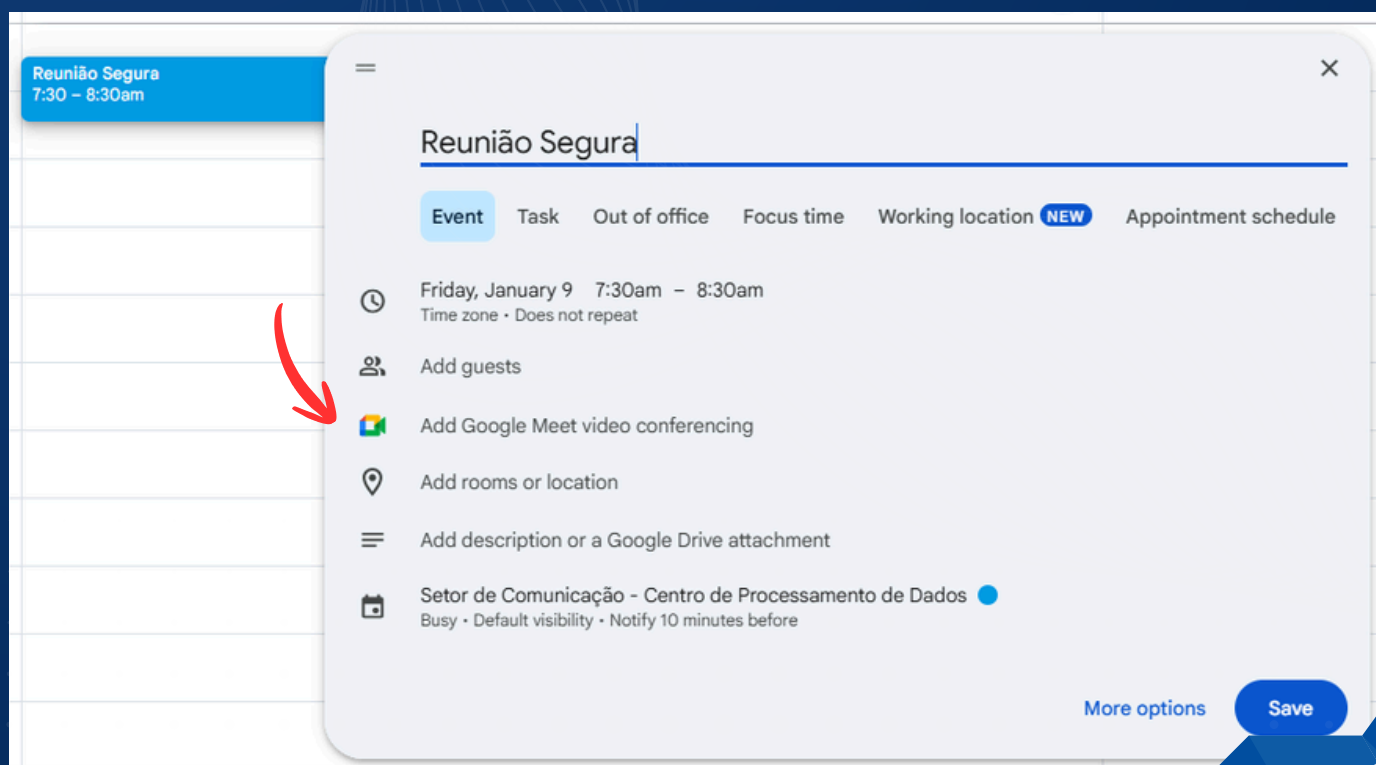 Reunião Segura
7:30 – 8:30am
Reunião Segura
Event Task Out of office Focus time Working location NEW Appointment schedule
Friday, January 9 7:30am – 8:30am
Time zone • Does not repeat
Add guests
Add Google Meet video conferencing
Add rooms or location
Add description or a Google Drive attachment
Setor de Comunicação - Centro de Processamento de Dados
Busy • Default visibility • Notify 10 minutes before
More options Save